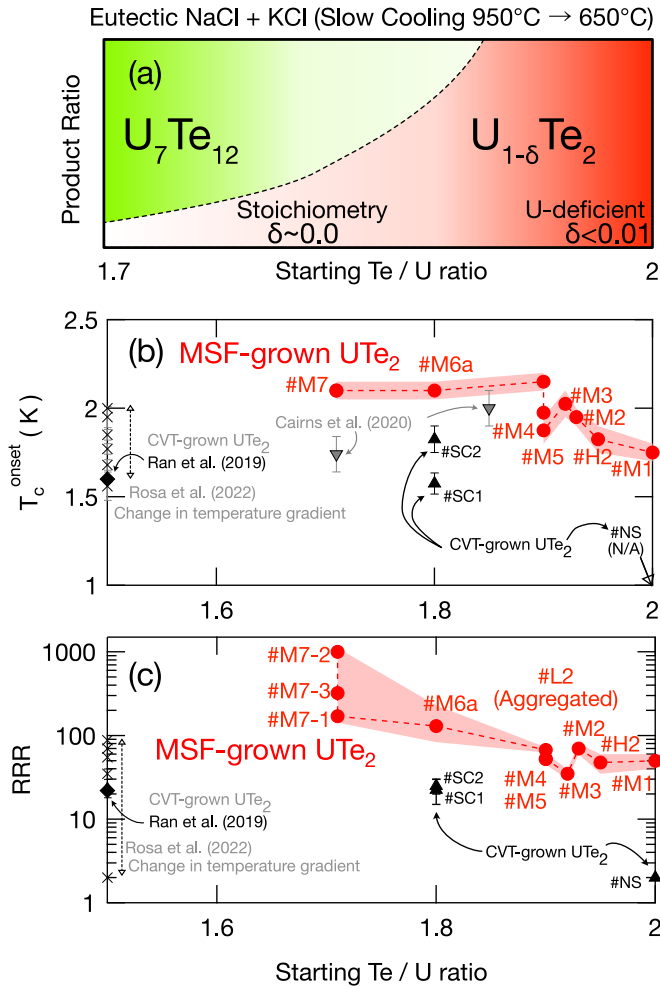 Eutectic NaCl + KCl (Slow Cooling 950°C → 650°C)
(a)
Product Ratio
U7Te12
U1-δTe2
Stoichiometry
δ~0.0
U-deficient
δ<0.01
1.7
Starting Te / U ratio
2
(b)
MSF-grown UTe2
#M7
#M6a
#M3
#M2
#M4
#M5
#H2
#M1
Cairns et al. (2020)
CVT-grown UTe2
Ran et al. (2019)
Rosa et al. (2022)
Change in temperature gradient
#SC2
#SC1
CVT-grown UTe2
#NS
(N/A)
Tc onset ( K )
2.5
2
1.5
1
1.6
1.8
2
(c)
#M7-2
#M7-3
#M7-1
#M6a
#L2
(Aggregated)
#M2
#H2
MSF-grown UTe2
#M4
#M5
#M3
#M1
#SC2
#SC1
CVT-grown UTe2
Ran et al. (2019)
Rosa et al. (2022)
Change in temperature gradient
CVT-grown UTe2
#NS
RRR
1000
100
10
1
1.6
1.8
2
Starting Te / U ratio